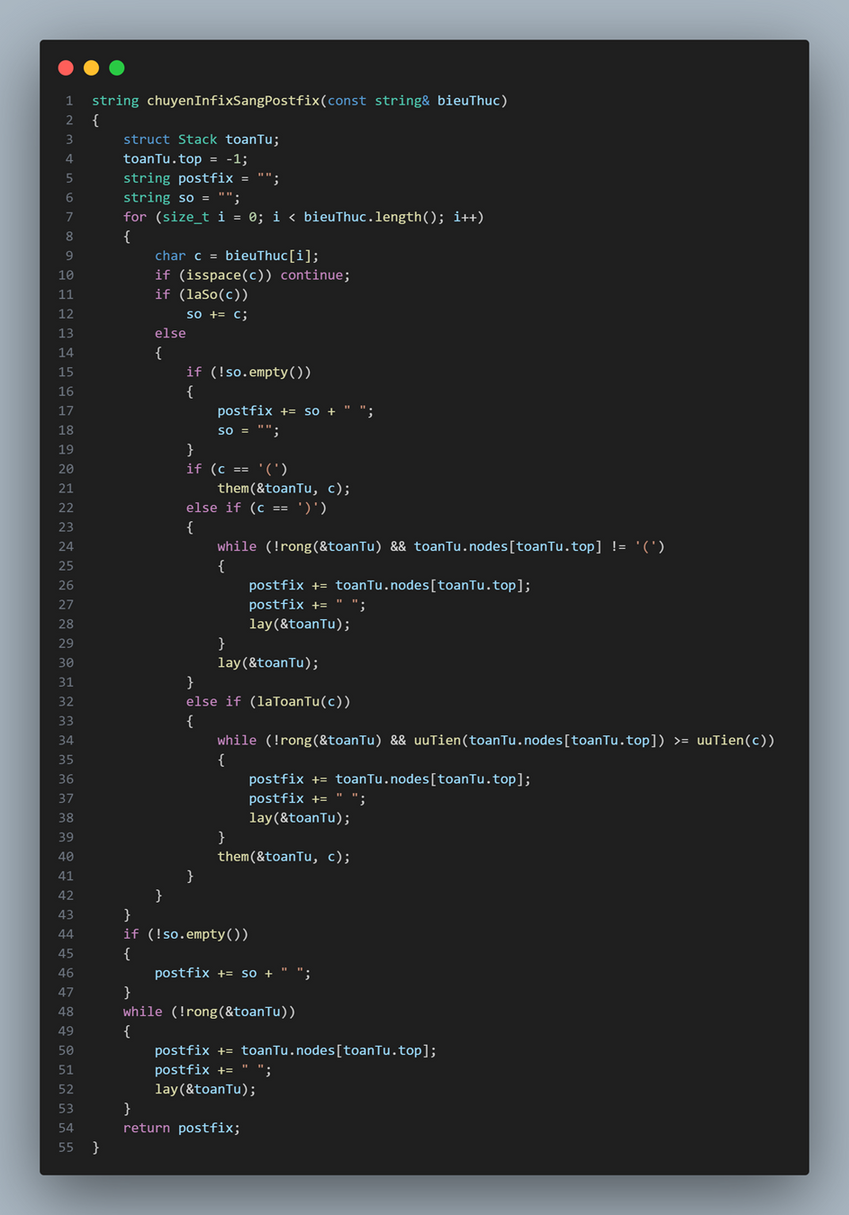 1 string chuyenInfixSangPostfix(const string& bieuThuc)
2 {
3     struct Stack toanTu;
4     toanTu.top = -1;
5     string postfix = "";
6     string so = "";
7     for (size_t i = 0; i < bieuThuc.length(); i++)
8     {
9         char c = bieuThuc[i];
10         if (isspace(c)) continue;
11         if (laSo(c))
12             so += c;
13         else
14         {
15             if (!so.empty())
16             {
17                 postfix += so + " ";
18                 so = "";
19             }
20             if (c == '(')
21                 them(&toanTu, c);
22             else if (c == ')')
23             {
24                 while (!rong(&toanTu) && toanTu.nodes[toanTu.top] != '(')
25                 {
26                     postfix += toanTu.nodes[toanTu.top];
27                     postfix += " ";
28                     lay(&toanTu);
29                 }
30                 lay(&toanTu);
31             }
32             else if (laToanTu(c))
33             {
34                 while (!rong(&toanTu) && uuTien(toanTu.nodes[toanTu.top]) >= uuTien(c))
35                 {
36                     postfix += toanTu.nodes[toanTu.top];
37                     postfix += " ";
38                     lay(&toanTu);
39                 }
40                 them(&toanTu, c);
41             }
42         }
43     }
44     if (!so.empty())
45     {
46         postfix += so + " ";
47     }
48     while (!rong(&toanTu))
49     {
50         postfix += toanTu.nodes[toanTu.top];
51         postfix += " ";
52         lay(&toanTu);
53     }
54     return postfix;
55 }